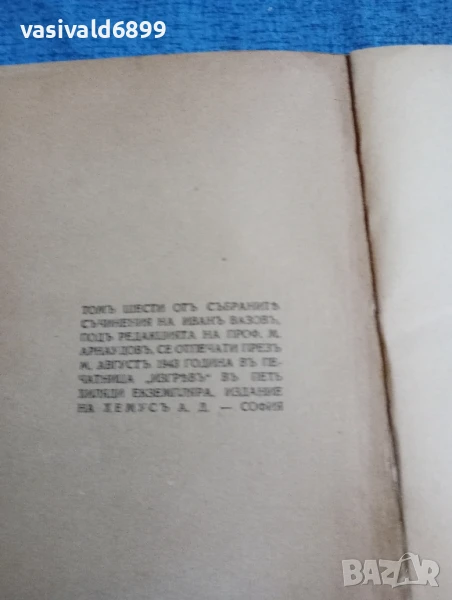 vasivald6899
ТОМЪ ШЕСТИ ОТЪ СЪБРАНИТѢ
СЪЧИНЕНИЯ НА ИВАНЪ ВАЗОВЪ,
ПОДЪ РЕДАКЦИЯТА НА ПРОФ. М.
АРНАУДОВЪ, СЕ ОТПЕЧАТИ ПРЕЗЪ
М. АВГУСТЪ 1943 ГОДИНА ВЪ ПЕ-
ЧАТНИЦА „ИЗГРѢВЪ" ВЪ ПЕТЬ
ХИЛЯДИ ЕКЗЕМПЛЯРА, ИЗДАНИЕ
НА ХЕМУСЪ А. Д. — СОФИЯ
BAZAR